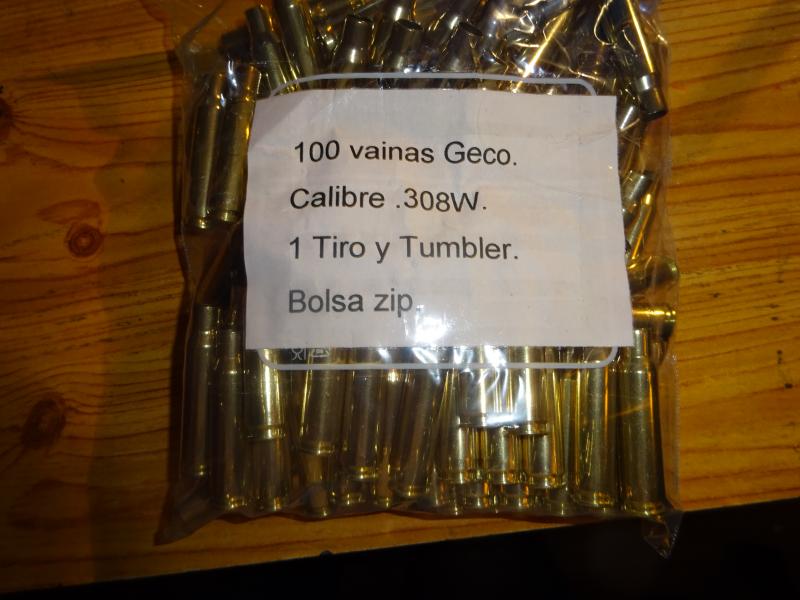 100 vainas Geco.
Calibre .308W.
1 Tiro y Tumbler.
Bolsa zip.